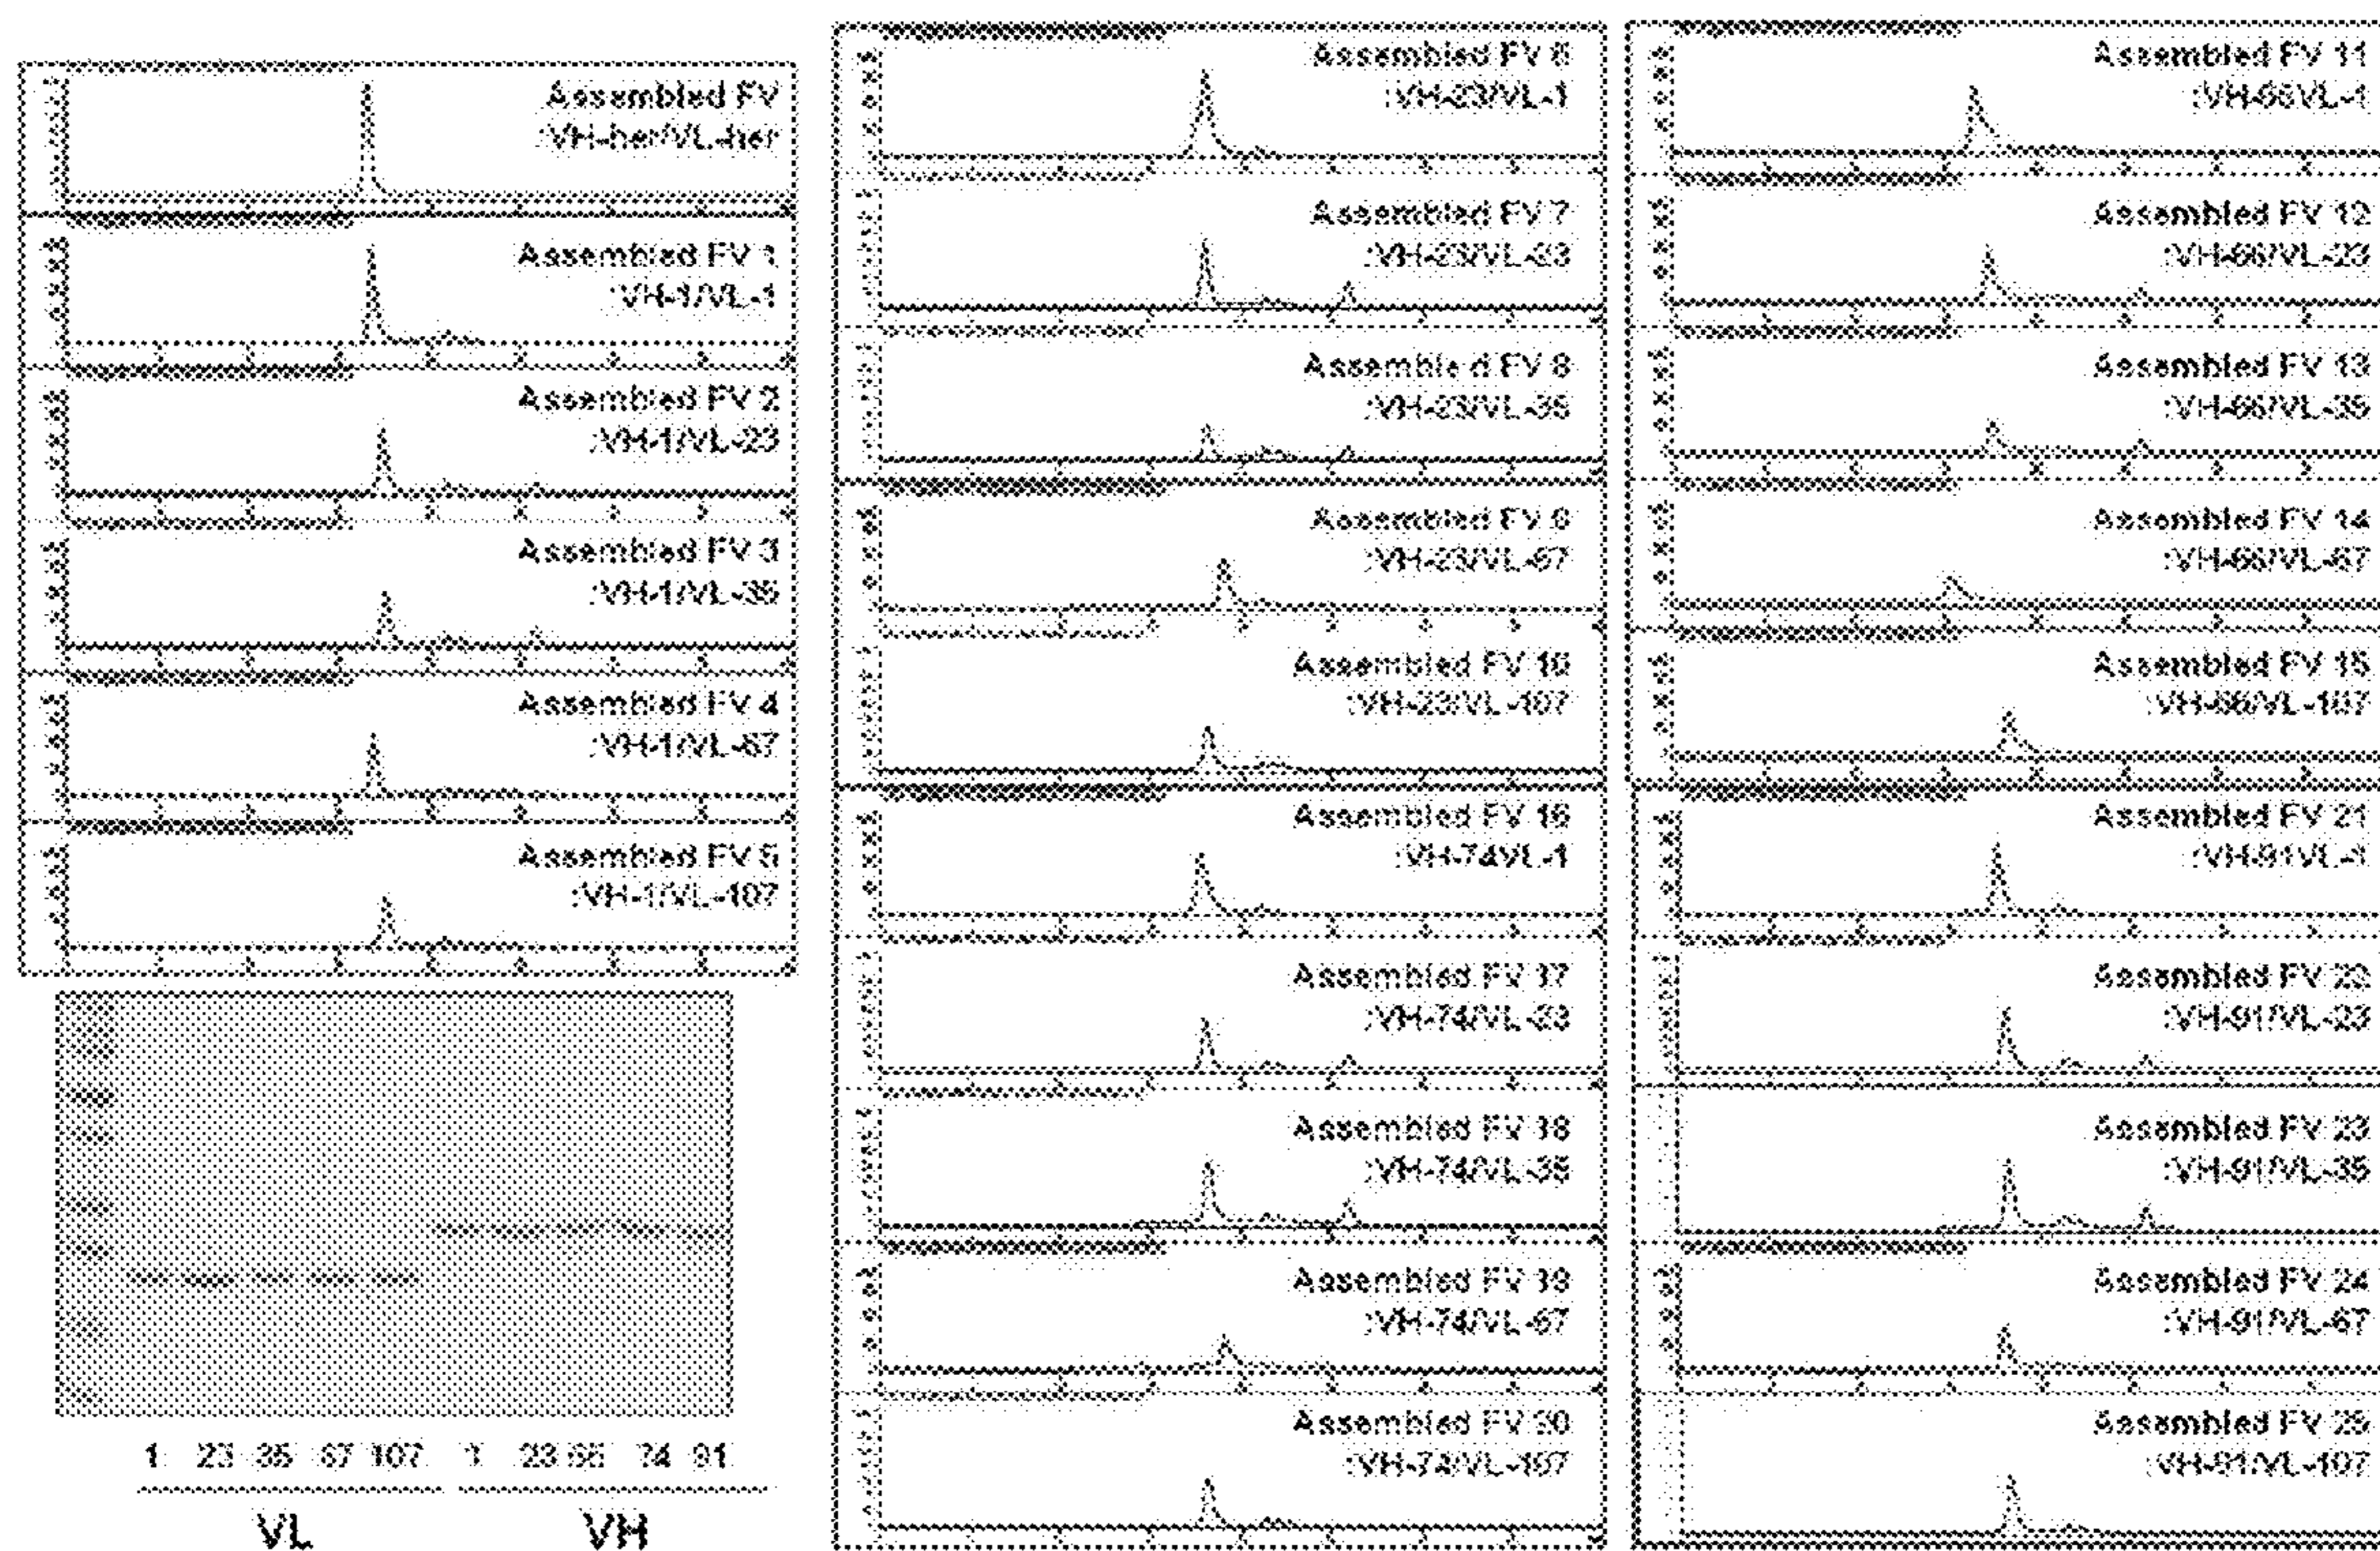 Assembled FV
:VH-her/VL-her
Assembled FV 1
:VH-1/VL-1
Assembled FV 2
:VH-1/VL-23
Assembled FV 3
:VH-1/VL-35
Assembled FV 4
:VH-1/VL-67
Assembled FV 5
:VH-1/VL-107
1 23 35 67 107 1 23 66 74 91
VL VH
Assembled FV 6
:VH-23/VL-1
Assembled FV 7
:VH-23/VL-23
Assembled FV 8
:VH-23/VL-35
Assembled FV 9
:VH-23/VL-67
Assembled FV 10
:VH-23/VL-107
Assembled FV 16
:VH-74VL-1
Assembled FV 17
:VH-74/VL-23
Assembled FV 18
:VH-74/VL-35
Assembled FV 19
:VH-74/VL-67
Assembled FV 20
:VH-74/VL-107
Assembled FV 11
:VH-66VL-1
Assembled FV 12
:VH-66/VL-23
Assembled FV 13
:VH-66/VL-35
Assembled FV 14
:VH-66/VL-67
Assembled FV 15
:VH-66/VL-107
Assembled FV 21
:VH-91VL-1
Assembled FV 22
:VH-91/VL-23
Assembled FV 23
:VH-91/VL-35
Assembled FV 24
:VH-91/VL-67
Assembled FV 25
:VH-91/VL-107